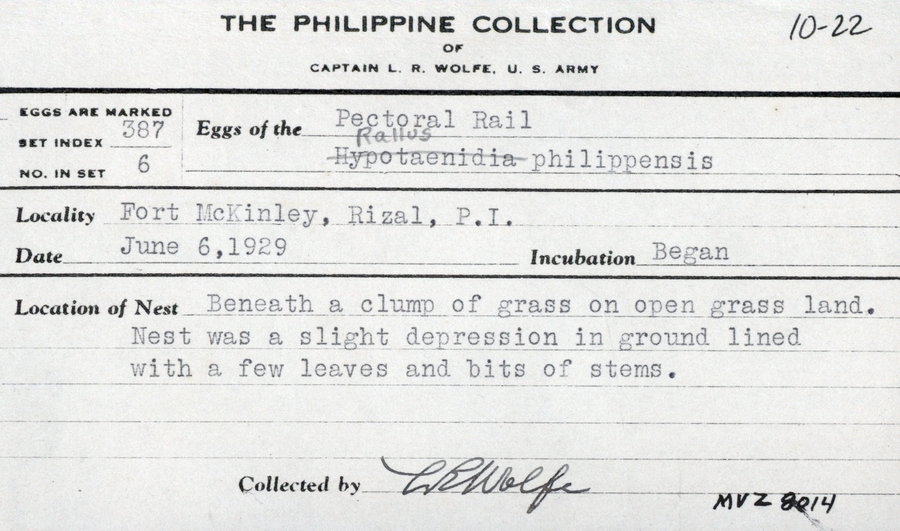 THE PHILIPPINE COLLECTION
10-22
OF
CAPTAIN L. R. WOLFE, U. S. ARMY
EGGS ARE MARKED
SET INDEX 387
NO. IN SET 6
Eggs of the Pectoral Rail
Rallus
Hypotaenidia philippensis
Locality Fort McKinley, Rizal, P.I.
Date June 6,1929 Incubation Began
Location of Nest Beneath a clump of grass on open grass land.
Nest was a slight depression in ground lined
with a few leaves and bits of stems.
Collected by L R Wolfe
MVZ 8014